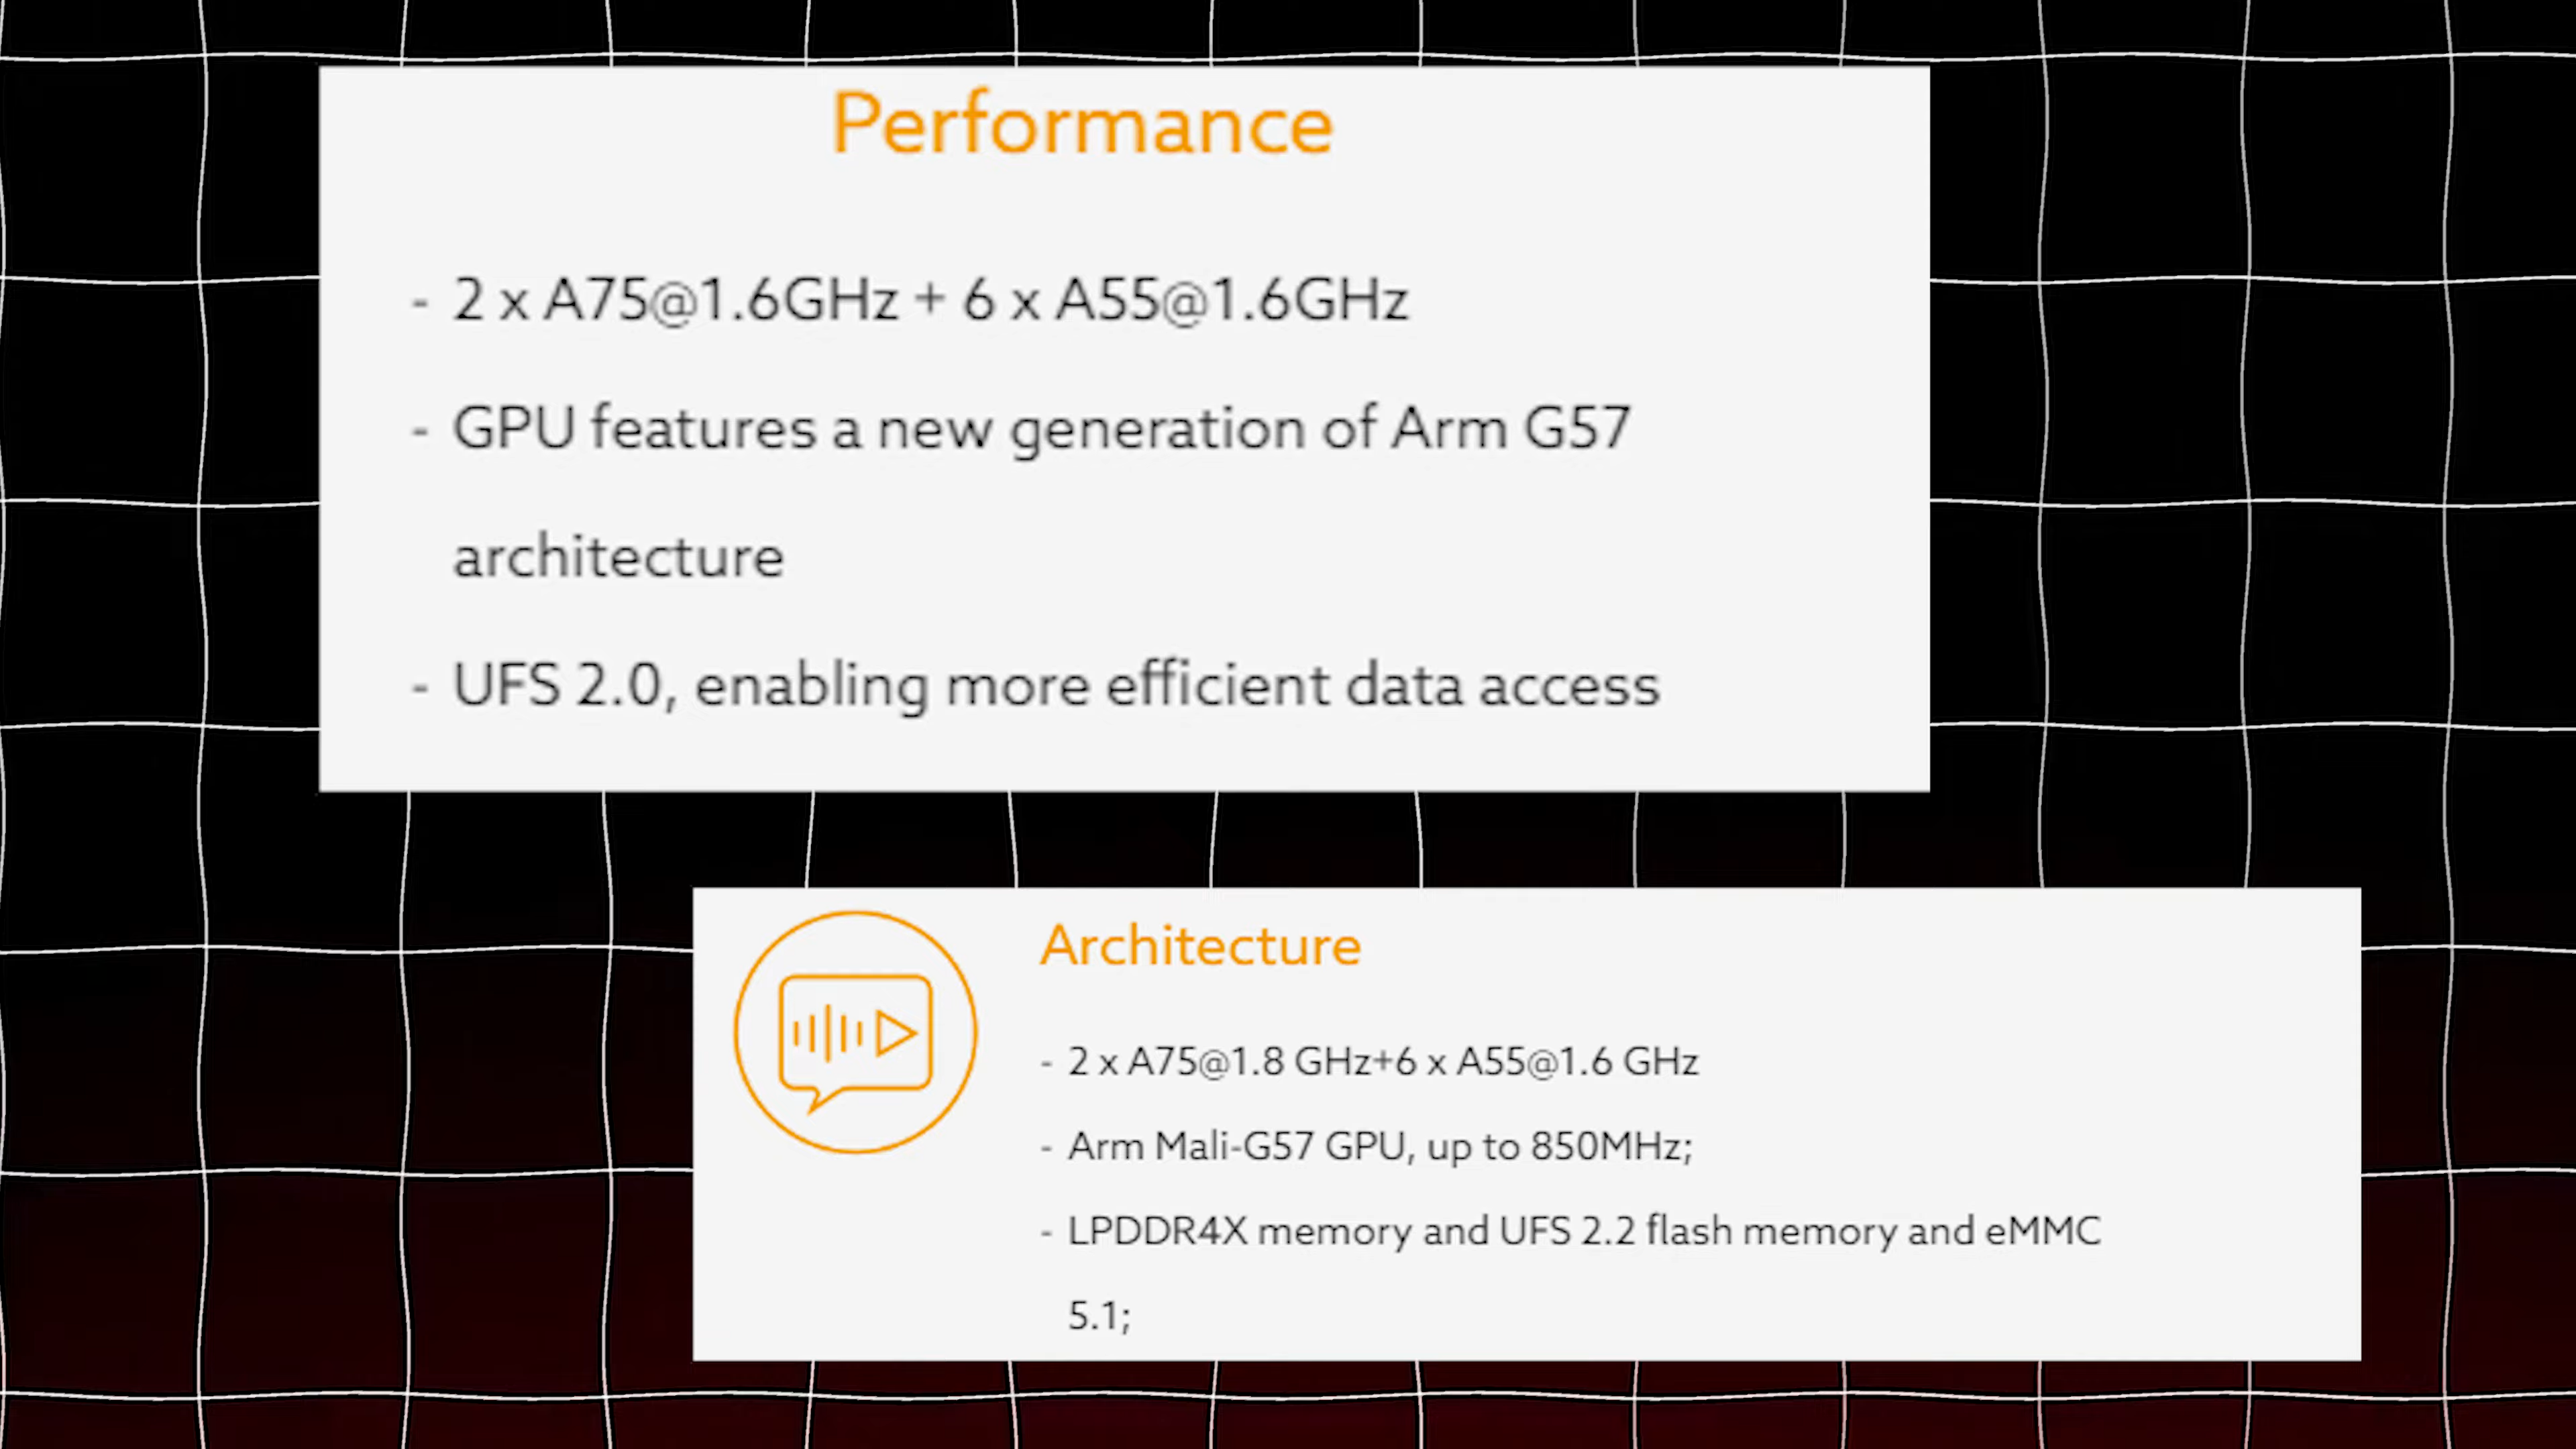 Performance
- 2 x A75@1.6GHz + 6 x A55@1.6GHz
- GPU features a new generation of Arm G57
architecture
- UFS 2.0, enabling more efficient data access
Architecture
- 2 x A75@1.8 GHz+6 x A55@1.6 GHz
- Arm Mali-G57 GPU, up to 850MHz;
- LPDDR4X memory and UFS 2.2 flash memory and eMMC
5.1;